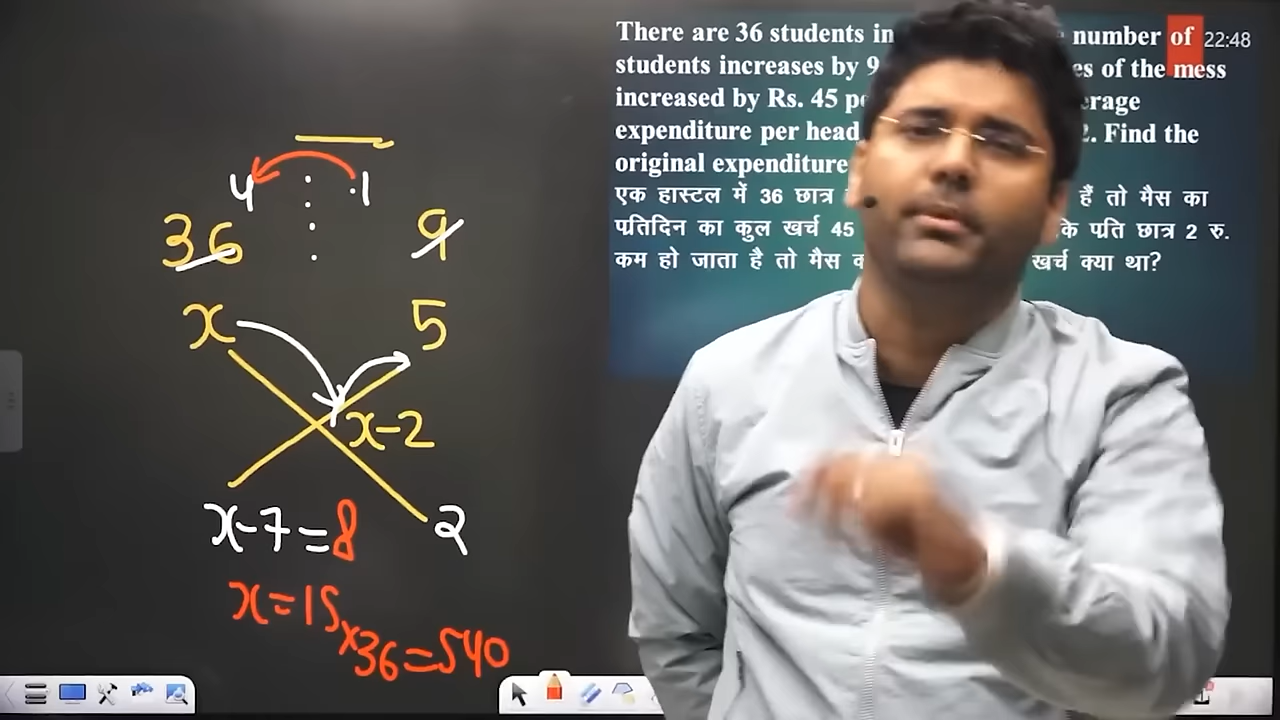 There are 36 students in number of
students increases by 9 es of the mess
increased by Rs. 45 pe erage
expenditure per head 2. Find the
original expenditure
एक हास्टल में 36 छात्र हैं तो मैस का
प्रतिदिन का कुल खर्च 45 कि प्रति छात्र 2 रु.
कम हो जाता है तो मैस क खर्च क्या था?
22:48
4 : 1
36 : 9
x 5
x-2
x-7=8 2
x=15
×36=540